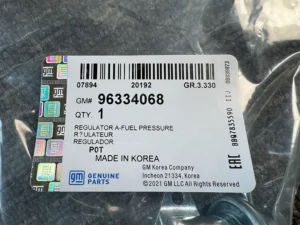 07894 20192 GR.3.330
GM# 96334068
QTY. 1
REGULATOR A-FUEL PRESSURE
R?ULATEUR
REGULADOR
P0T
MADE IN KOREA
GM Korea Company
Incheon 21334, Korea
©2021 GM LLC All Rights Reserved
gm GENUINE PARTS
EAC